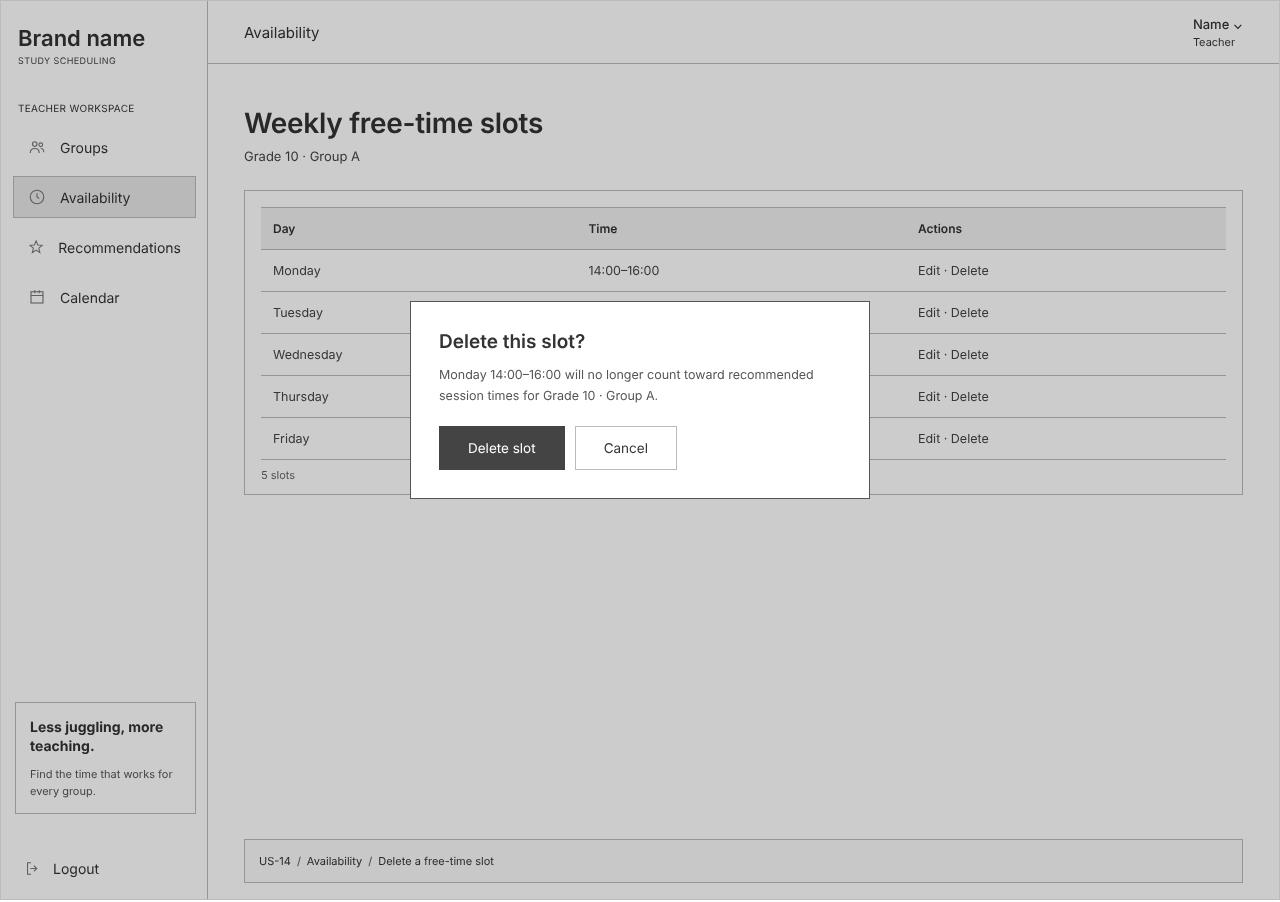 Brand name
STUDY SCHEDULING
TEACHER WORKSPACE
Groups
Availability
Recommendations
Calendar
Less juggling, more
teaching.
Find the time that works for
every group.
Logout
Availability
Name
Teacher
Weekly free-time slots
Grade 10 · Group A
Day Time Actions
Monday 14:00–16:00 Edit · Delete
Tuesday Edit · Delete
Wednesday Edit · Delete
Thursday Edit · Delete
Friday Edit · Delete
5 slots
Delete this slot?
Monday 14:00–16:00 will no longer count toward recommended
session times for Grade 10 · Group A.
Delete slot Cancel
US-14 / Availability / Delete a free-time slot